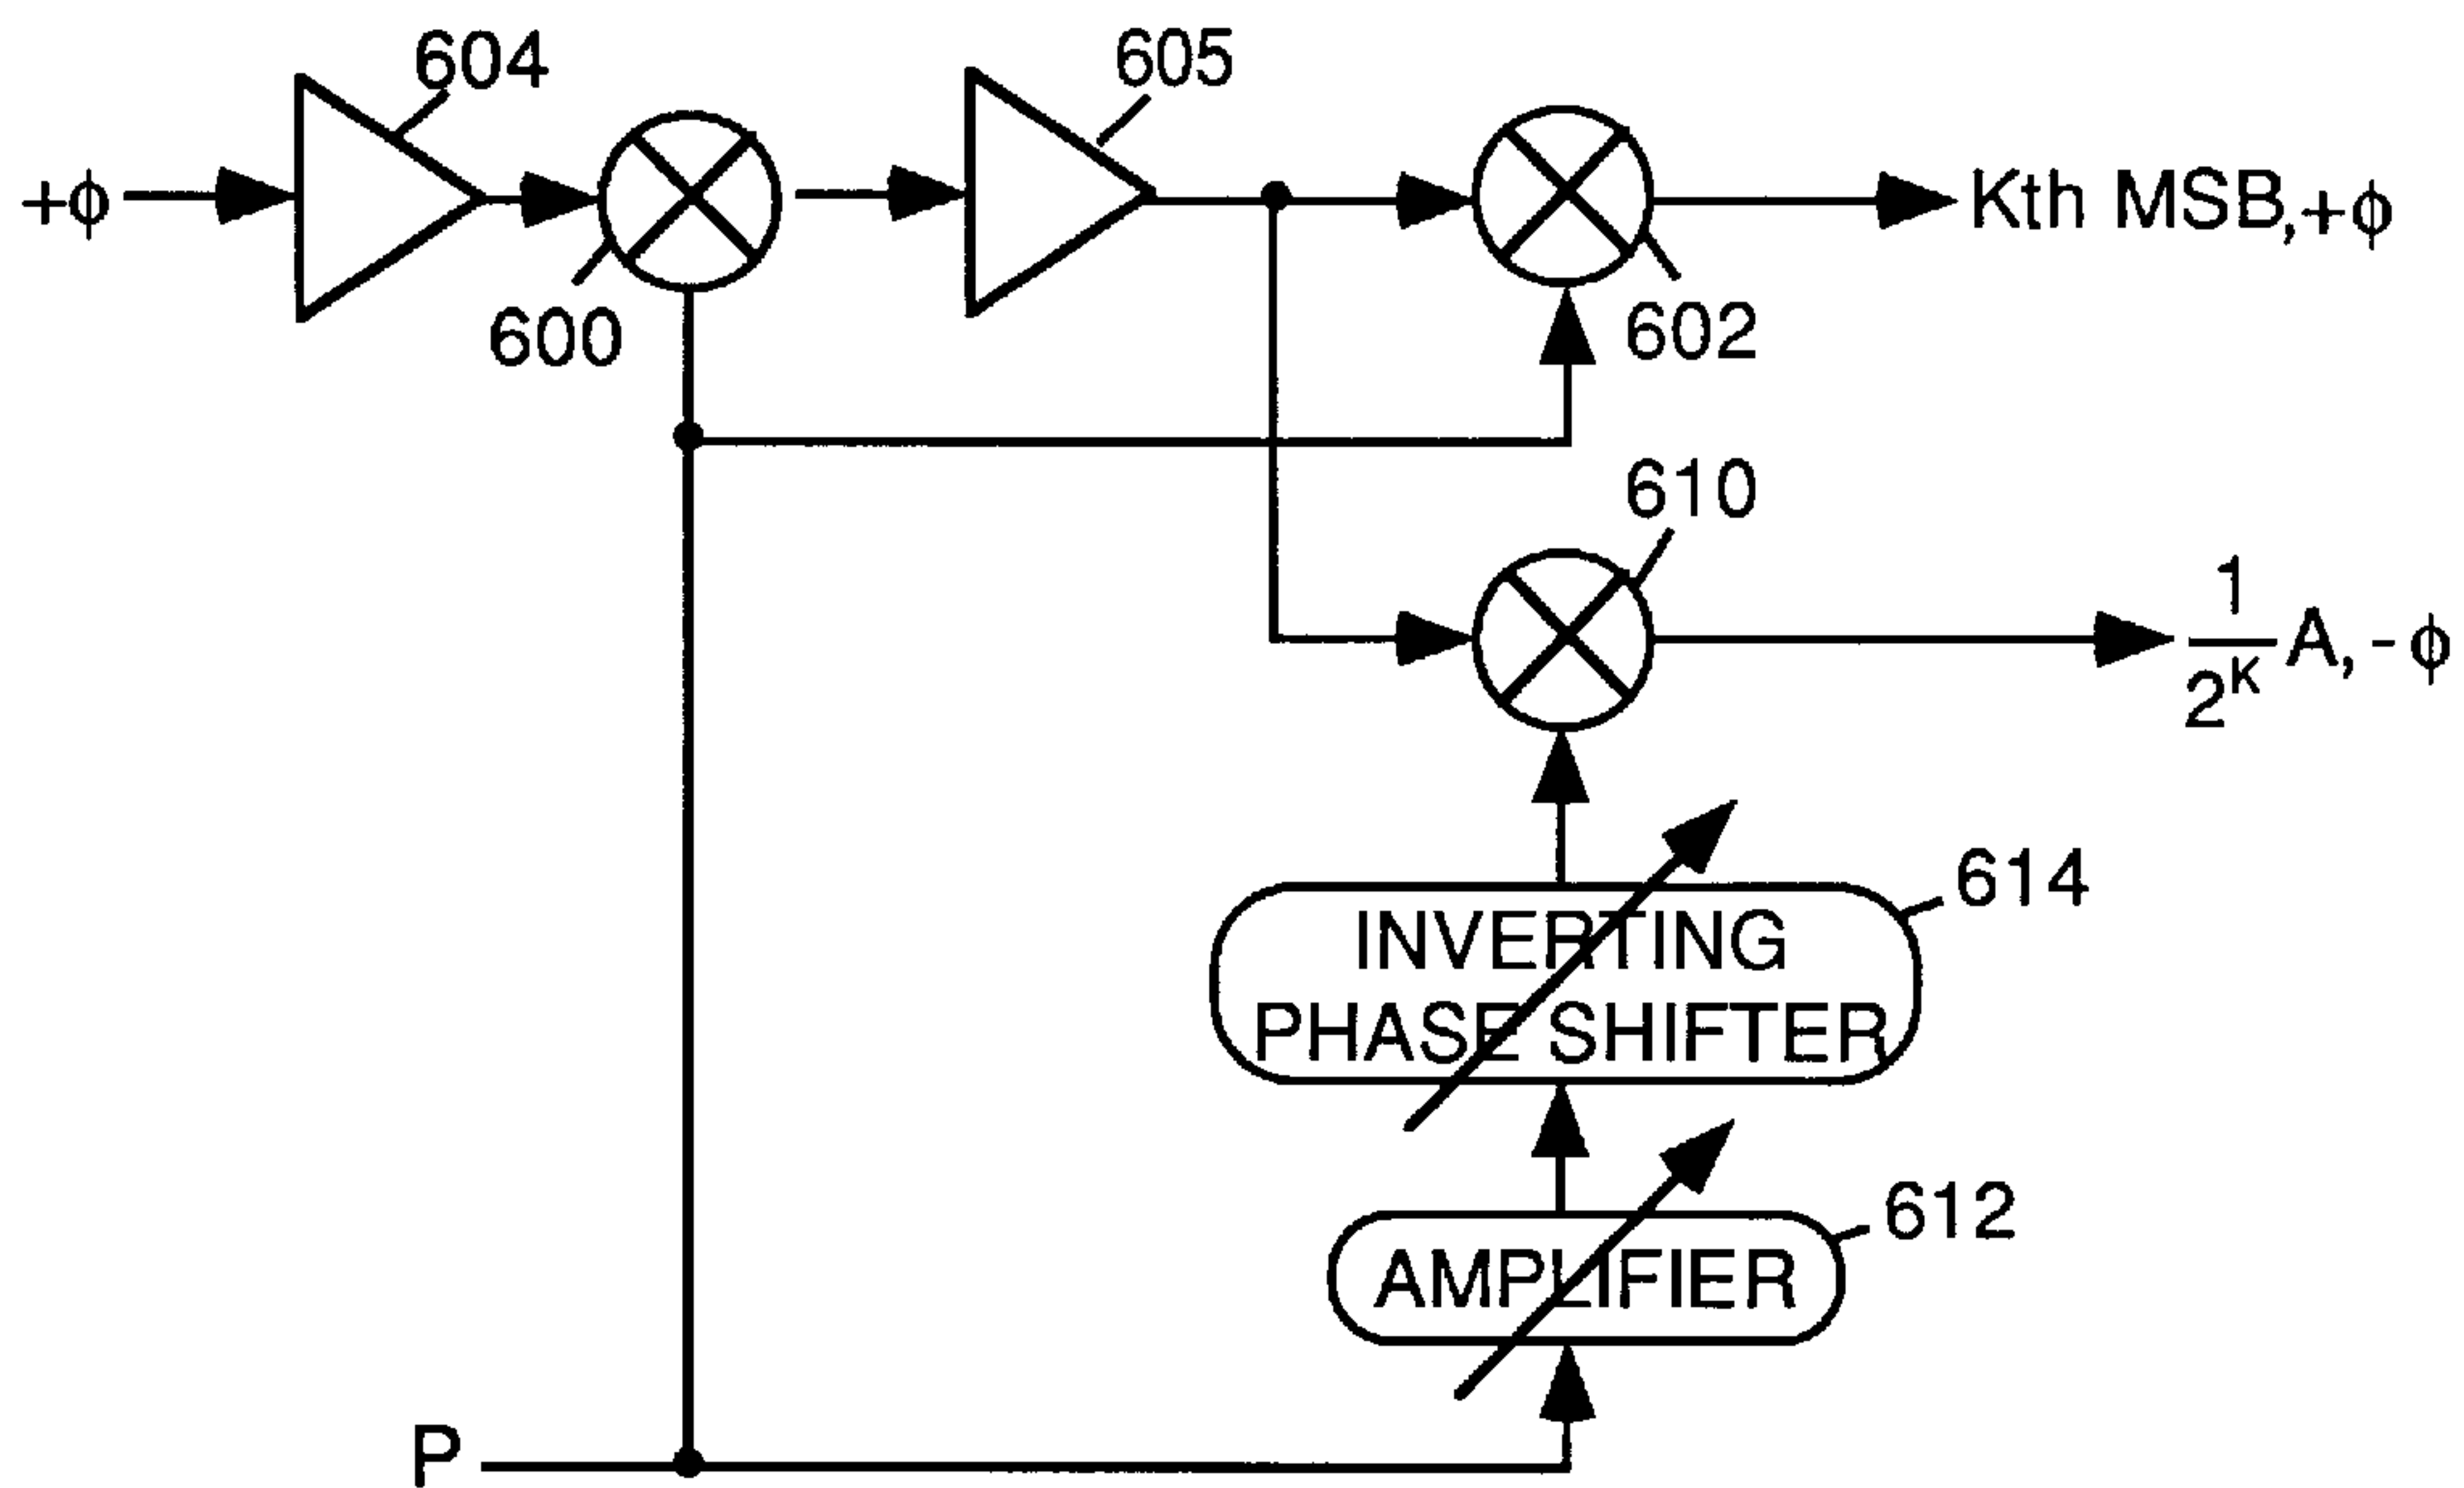 604
605
+ϕ
Kth MSB,+ϕ
600
602
610
1/2^K A, -ϕ
614
INVERTING
PHASE SHIFTER
612
AMPLIFIER
P